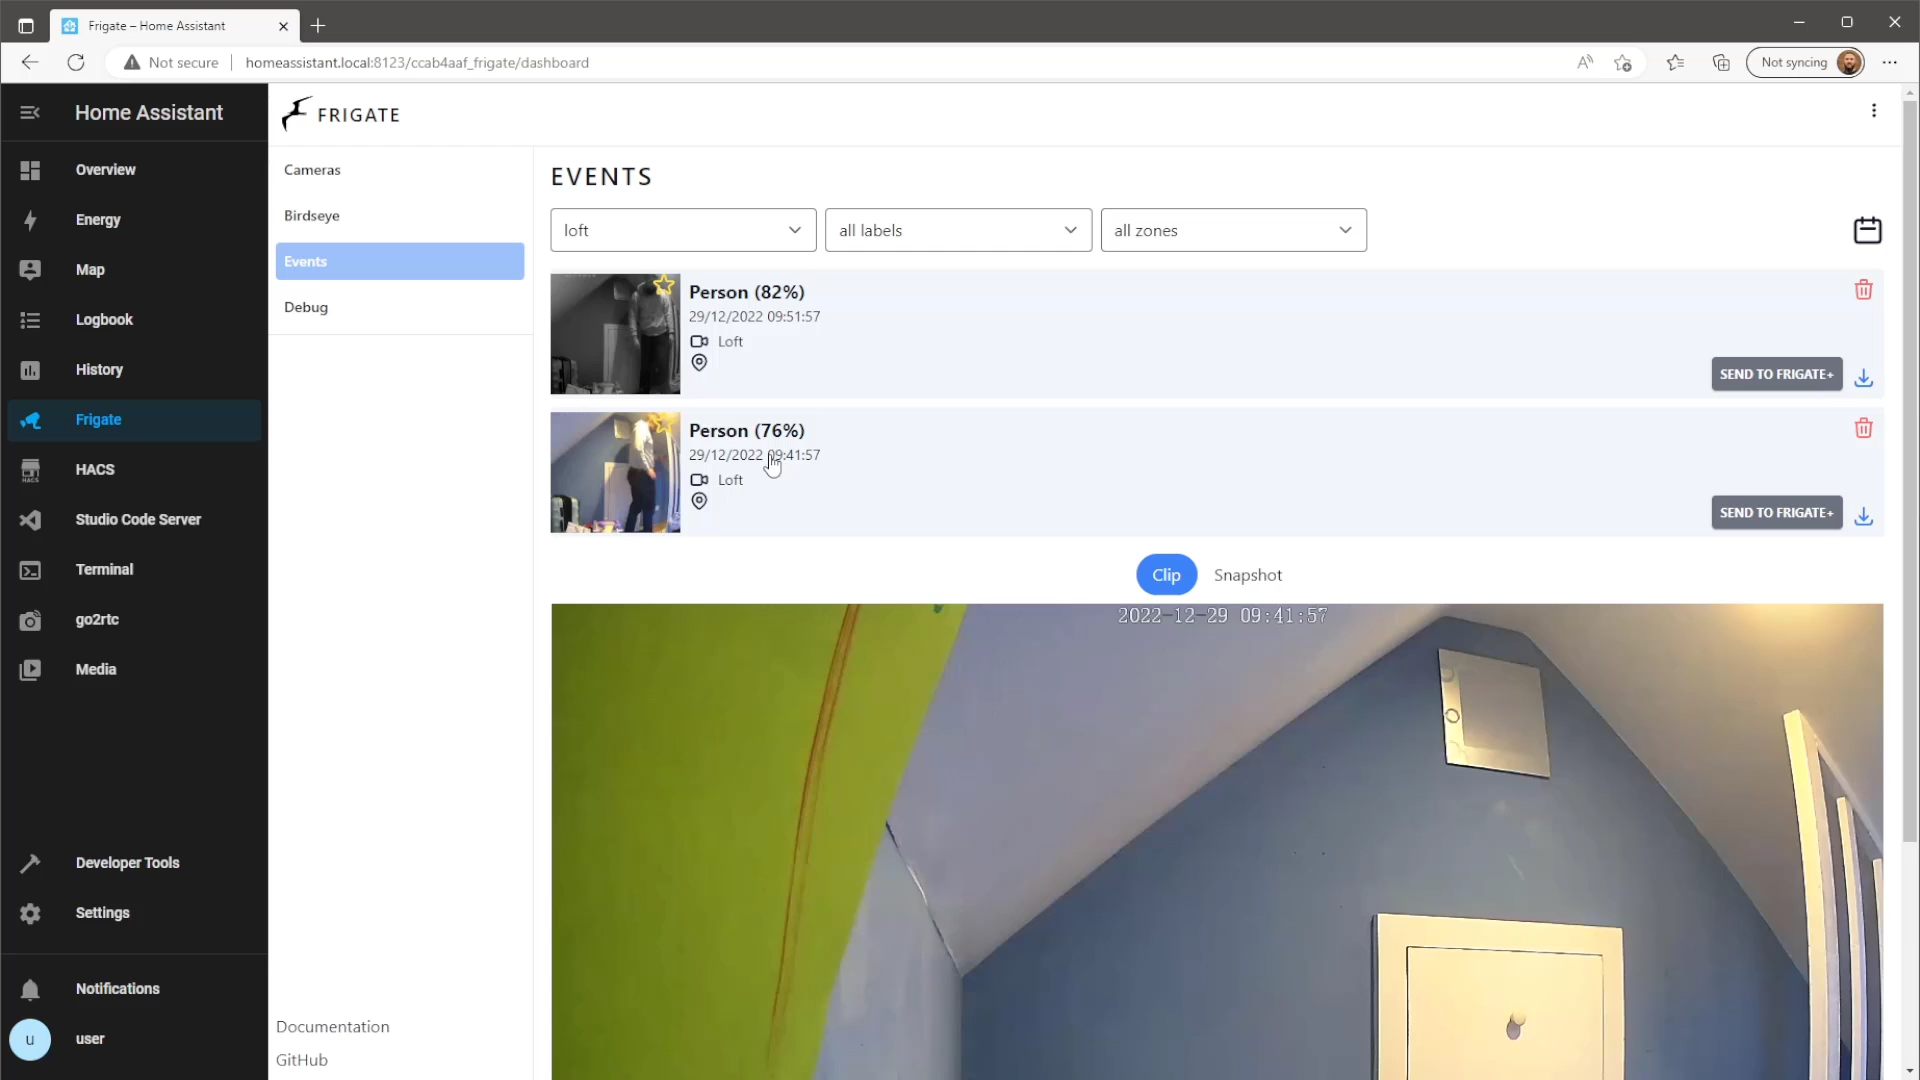 Frigate – Home Assistant
Not secure
homeassistant.local:8123/ccab4aaf_frigate/dashboard
Not syncing
Home Assistant
Overview
Energy
Map
Logbook
History
Frigate
HACS
Studio Code Server
Terminal
go2rtc
Media
Developer Tools
Settings
Notifications
u user
FRIGATE
Cameras
Birdseye
Events
Debug
Documentation
GitHub
EVENTS
loft
all labels
all zones
Person (82%)
29/12/2022 09:51:57
Loft
SEND TO FRIGATE+
Person (76%)
29/12/2022 09:41:57
Loft
SEND TO FRIGATE+
Clip
Snapshot
2022-12-29 09:41:57